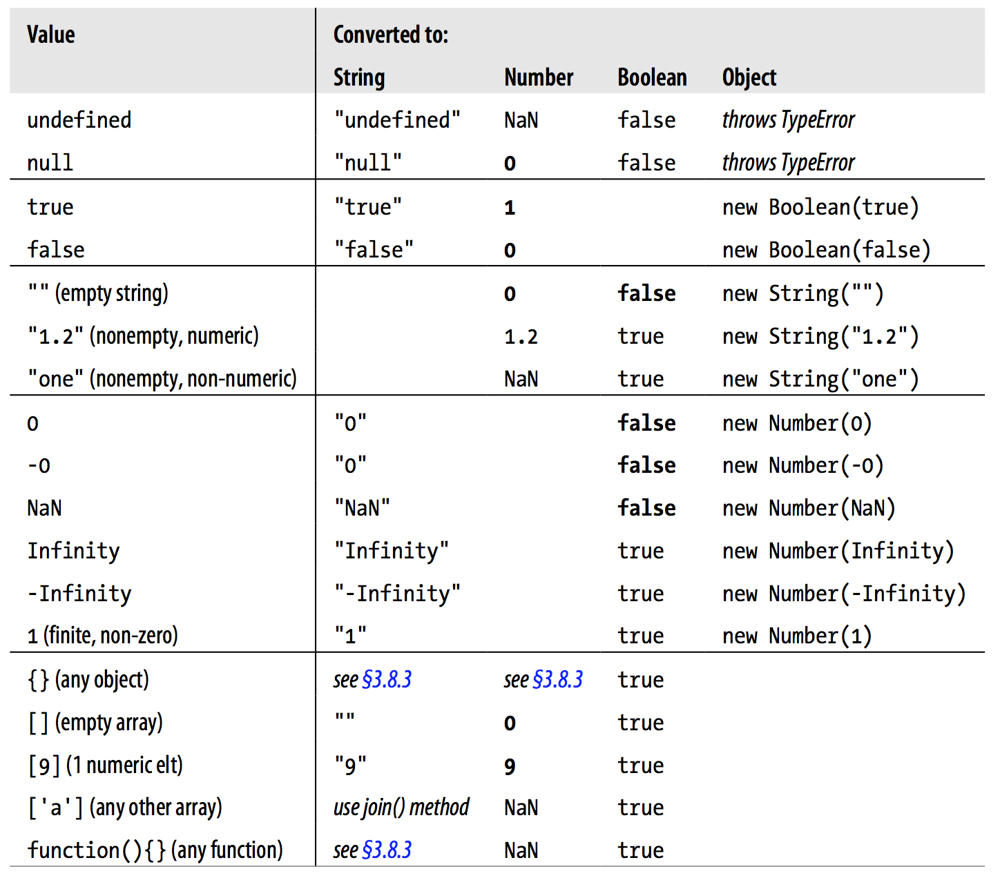 Value Converted to:
String Number Boolean Object
undefined "undefined" NaN false throws TypeError
null "null" 0 false throws TypeError
true "true" 1 new Boolean(true)
false "false" 0 new Boolean(false)
"" (empty string) 0 false new String("")
"1.2" (nonempty, numeric) 1.2 true new String("1.2")
"one" (nonempty, non-numeric) NaN true new String("one")
0 "0" false new Number(0)
-0 "0" false new Number(-0)
NaN "NaN" false new Number(NaN)
Infinity "Infinity" true new Number(Infinity)
-Infinity "-Infinity" true new Number(-Infinity)
1 (finite, non-zero) "1" true new Number(1)
{} (any object) see §3.8.3 see §3.8.3 true
[] (empty array) "" 0 true
[9] (1 numeric elt) "9" 9 true
['a'] (any other array) use join() method NaN true
function(){} (any function) see §3.8.3 NaN true